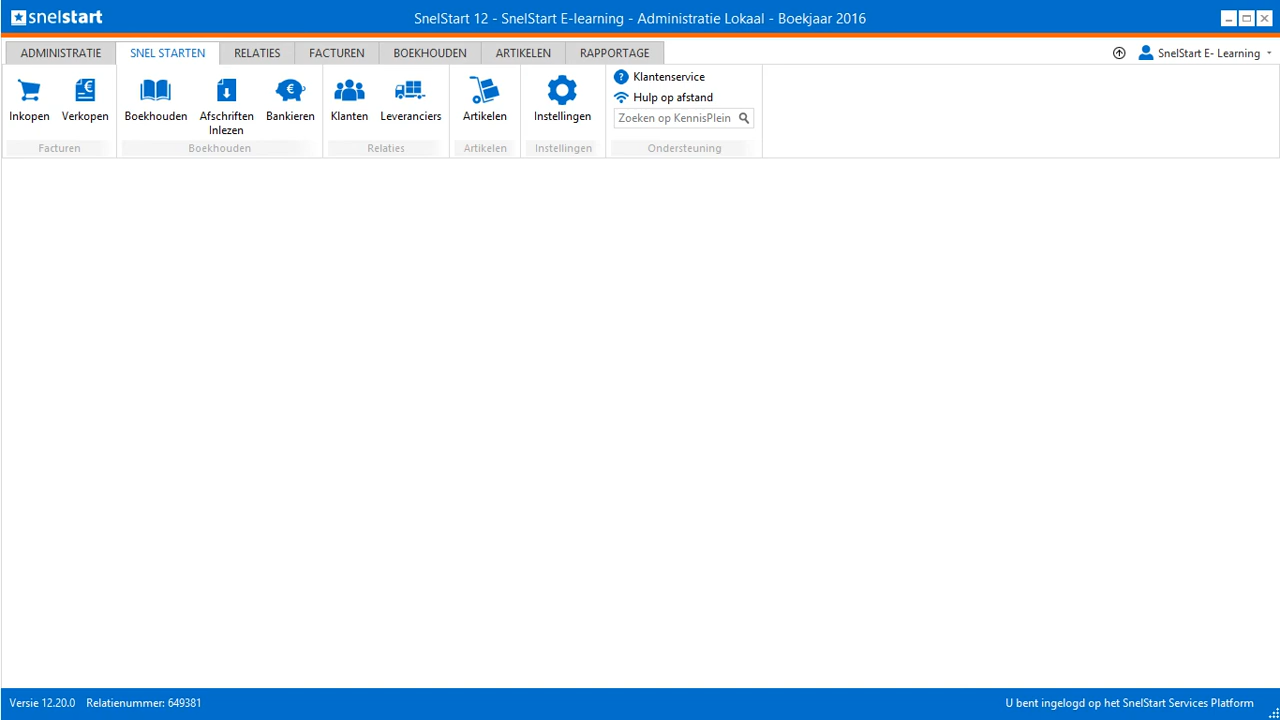 snelstart
SnelStart 12 - SnelStart E-learning - Administratie Lokaal - Boekjaar 2016
ADMINISTRATIE SNEL STARTEN RELATIES FACTUREN BOEKHOUDEN ARTIKELEN RAPPORTAGE
SnelStart E- Learning
Inkopen Verkopen Boekhouden Afschriften Inlezen Bankieren Klanten Leveranciers Artikelen Instellingen
Klantenservice
Hulp op afstand
Zoeken op KennisPlein
Facturen Boekhouden Relaties Artikelen Instellingen Ondersteuning
Versie 12.20.0 Relatienummer: 649381
U bent ingelogd op het SnelStart Services Platform